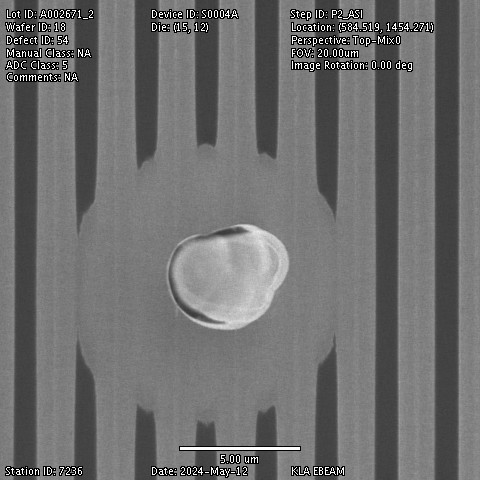 Lot ID: A002671_2
Wafer ID: 18
Defect ID: 54
Manual Class: NA
ADC Class: 5
Comments: NA
Device ID: S0004A
Die: (15, 12)
Step ID: P2_ASI
Location: (584.519, 1454.271)
Perspective: Top-Mix0
FOV: 20.00um
Image Rotation: 0.00 deg
5.00 um
Station ID: 7236
Date: 2024-May-12
KLA EBEAM